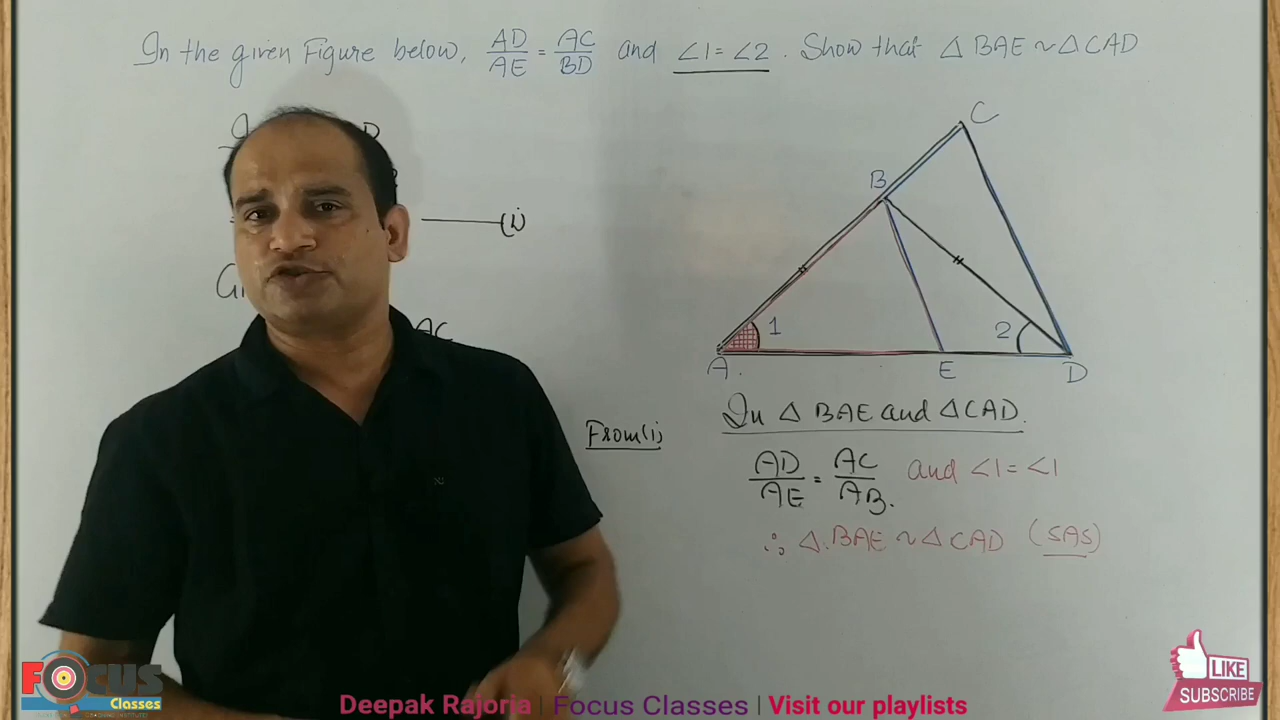 In the given Figure below, AD/AE = AC/BD and ∠1 = ∠2. Show that △ BAE ~ △ CAD
C
B
(i)
1
2
A
E
D
AC
In △ BAE and △ CAD.
From (i)
AD/AE = AC/AB. and ∠1 = ∠1
∴ △ BAE ~ △ CAD (SAS)
FOCUS
Classes
Deepak Rajoria | Focus Classes | Visit our playlists
LIKE
SUBSCRIBE